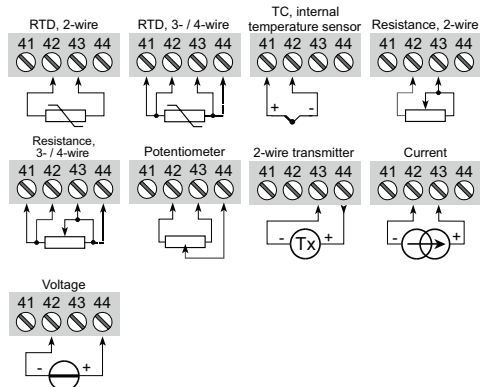 RTD, 2-wire
41 42 43 44
RTD, 3- / 4-wire
41 42 43 44
TC, internal
temperature sensor
41 42 43 44
+ -
Resistance, 2-wire
41 42 43 44
Resistance,
3- / 4-wire
41 42 43 44
Potentiometer
41 42 43 44
2-wire transmitter
41 42 43 44
- Tx +
Current
41 42 43 44
- +
Voltage
41 42 43 44
- +